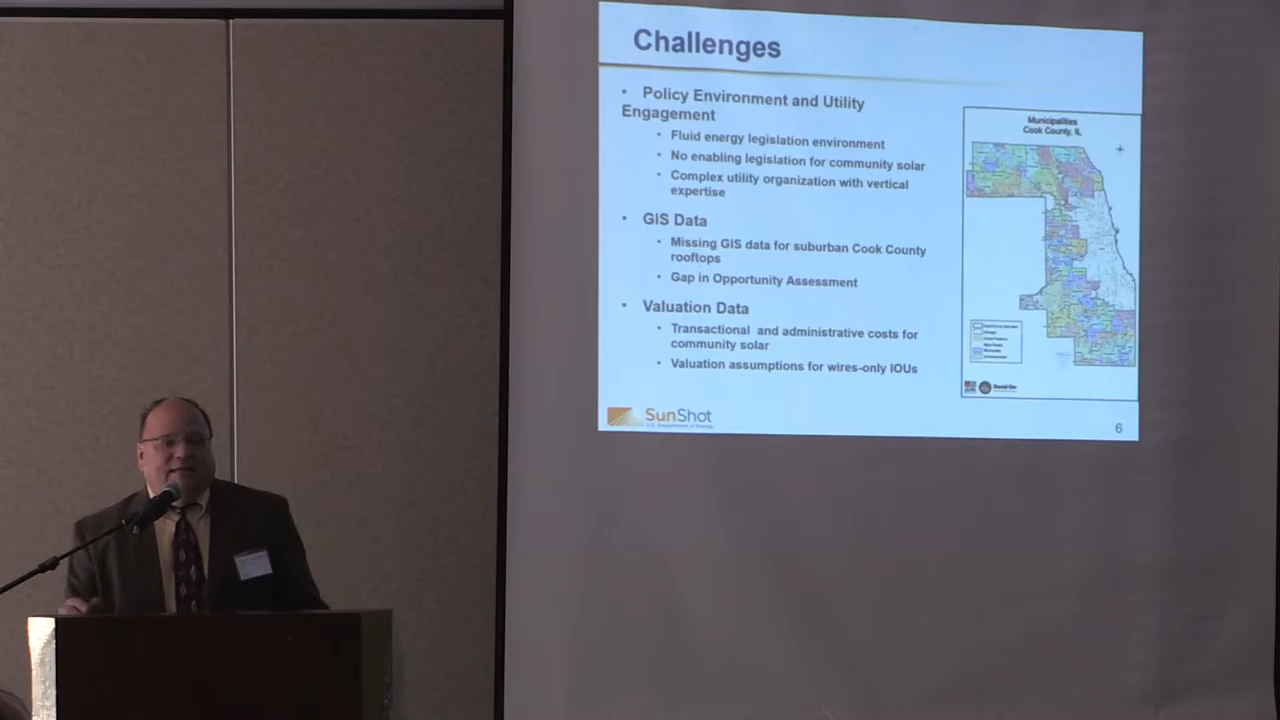 Challenges
• Policy Environment and Utility
Engagement
• Fluid energy legislation environment
• No enabling legislation for community solar
• Complex utility organization with vertical
expertise
• GIS Data
• Missing GIS data for suburban Cook County
rooftops
• Gap in Opportunity Assessment
• Valuation Data
• Transactional and administrative costs for
community solar
• Valuation assumptions for wires-only IOUs
Municipalities
Cook County, IL
SunShot
U.S. Department of Energy
6